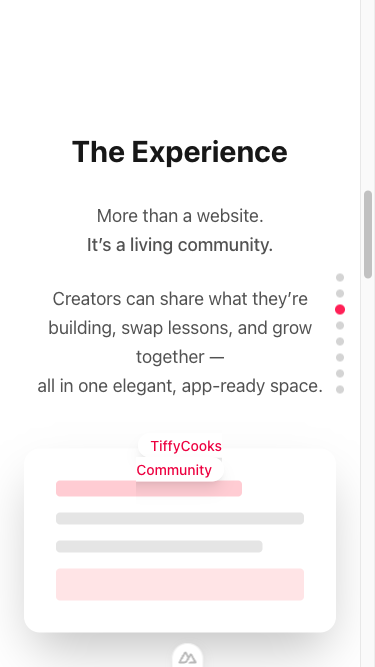 The Experience
More than a website.
It’s a living community.
Creators can share what they’re
building, swap lessons, and grow
together —
all in one elegant, app-ready space.
TiffyCooks
Community